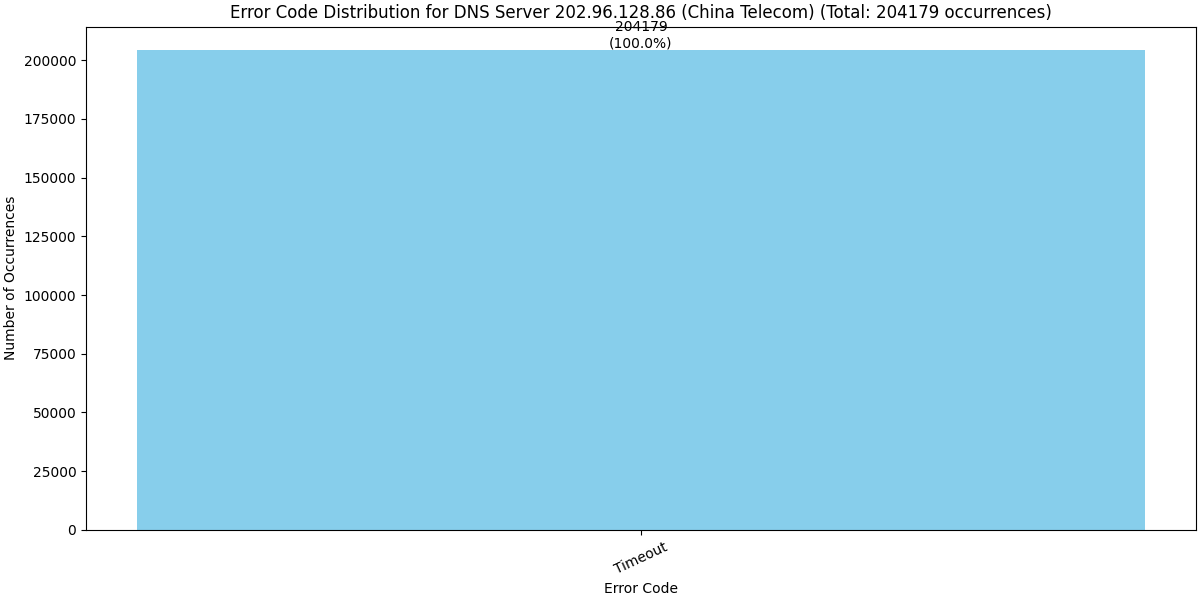 Error Code Distribution for DNS Server 202.96.128.86 (China Telecom) (Total: 204179 occurrences)
204179
(100.0%)
200000
175000
150000
125000
100000
75000
50000
25000
0
Number of Occurrences
Timeout
Error Code